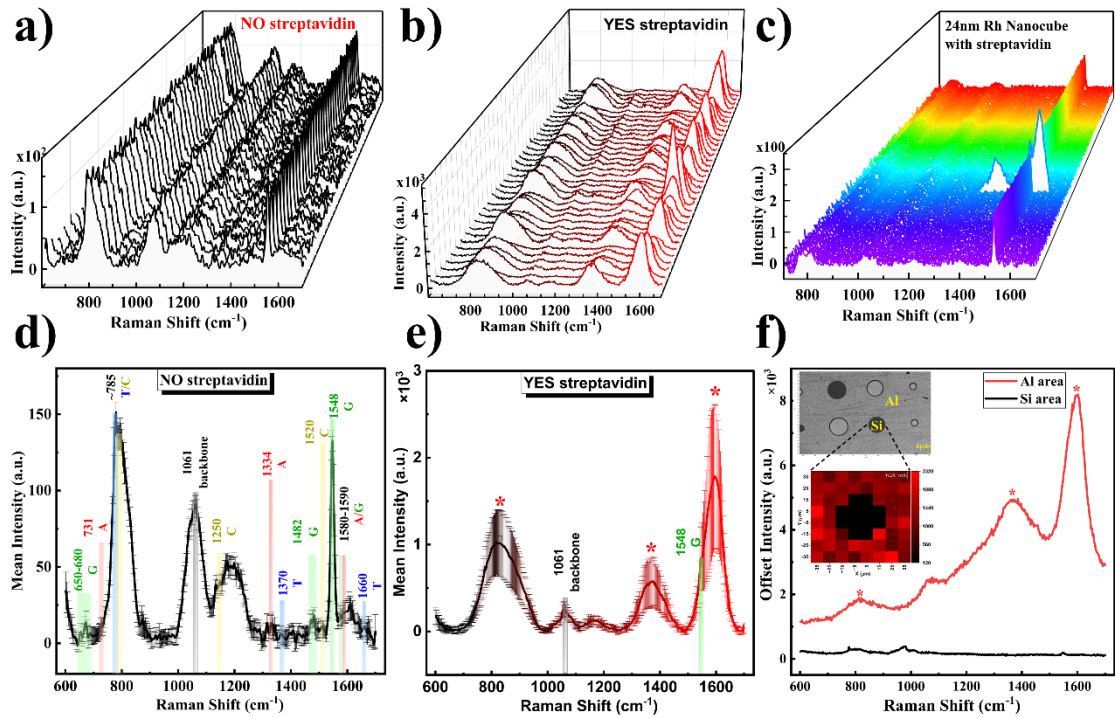 a)
NO streptavidin
x10²
1
0
Intensity (a.u.)
800
1000
1200
1400
1600
Raman Shift (cm⁻¹)
b)
YES streptavidin
x10³
4
2
0
Intensity (a.u.)
800
1000
1200
1400
1600
Raman Shift (cm⁻¹)
c)
24nm Rh Nanocube
with streptavidin
x100
3
2
1
0
Intensity (a.u.)
800
1000
1200
1400
1600
Raman Shift (cm⁻¹)
d)
NO streptavidin
150
100
50
0
Mean Intensity (a.u.)
650-680
G
731
A
~785
T/C
1061
backbone
1250
C
1334
A
1370
T
1482
G
1520
C
1548
G
1580-1590
A/G
1660
T
600
800
1000
1200
1400
1600
Raman Shift (cm⁻¹)
e)
YES streptavidin
×10³
3
2
1
0
Mean Intensity (a.u.)
*
1061
backbone
*
1548
G
*
600
800
1000
1200
1400
1600
Raman Shift (cm⁻¹)
f)
×10³
8
6
4
2
0
Offset Intensity (a.u.)
Al area
Si area
Al
Si
*
*
*
X (μm)
Y (μm)
600
800
1000
1200
1400
1600
Raman Shift (cm⁻¹)